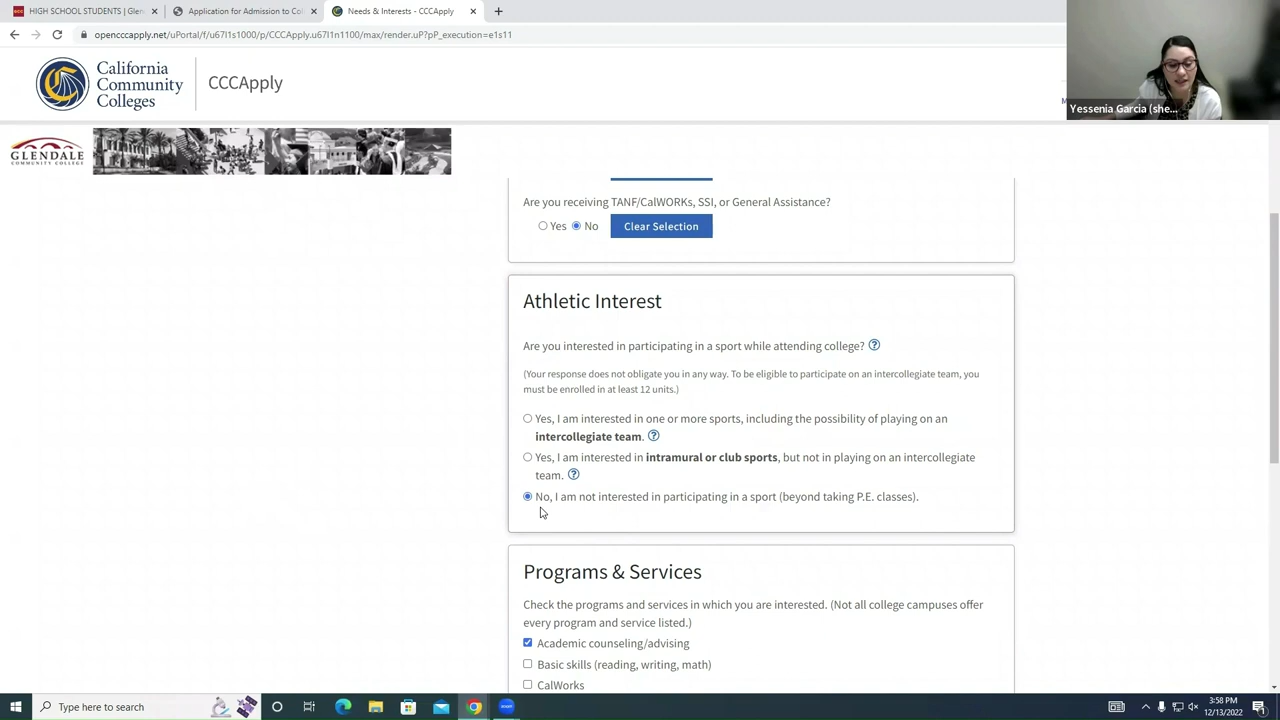 HIGH SCHOOL STUDENTS | Glen
Application for Admission to Col
Needs & Interests - CCCApply
opencccapply.net/uPortal/f/u67l1s1000/p/CCCApply.u67l1n1100/max/render.uP?pP_execution=e1s11
California
Community
Colleges
CCCApply
Yessenia Garcia (she...
GLENDALE
COMMUNITY COLLEGE
Are you receiving TANF/CalWORKs, SSI, or General Assistance?
Yes No Clear Selection
Athletic Interest
Are you interested in participating in a sport while attending college?
(Your response does not obligate you in any way. To be eligible to participate on an intercollegiate team, you
must be enrolled in at least 12 units.)
Yes, I am interested in one or more sports, including the possibility of playing on an
intercollegiate team.
Yes, I am interested in intramural or club sports, but not in playing on an intercollegiate
team.
No, I am not interested in participating in a sport (beyond taking P.E. classes).
Programs & Services
Check the programs and services in which you are interested. (Not all college campuses offer
every program and service listed.)
Academic counseling/advising
Basic skills (reading, writing, math)
CalWorks
Type here to search
3:58 PM
12/13/2022